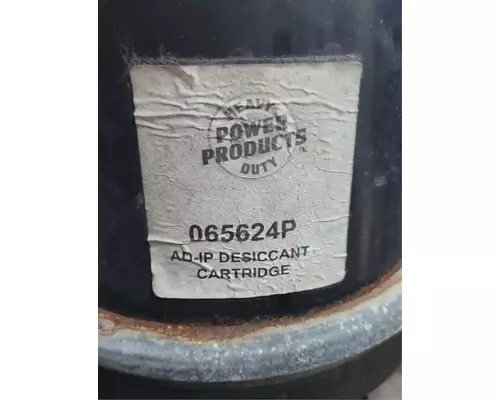 HEAVY
POWER
PRODUCTS
DUTY
065624P
AD-IP DESICCANT
CARTRIDGE